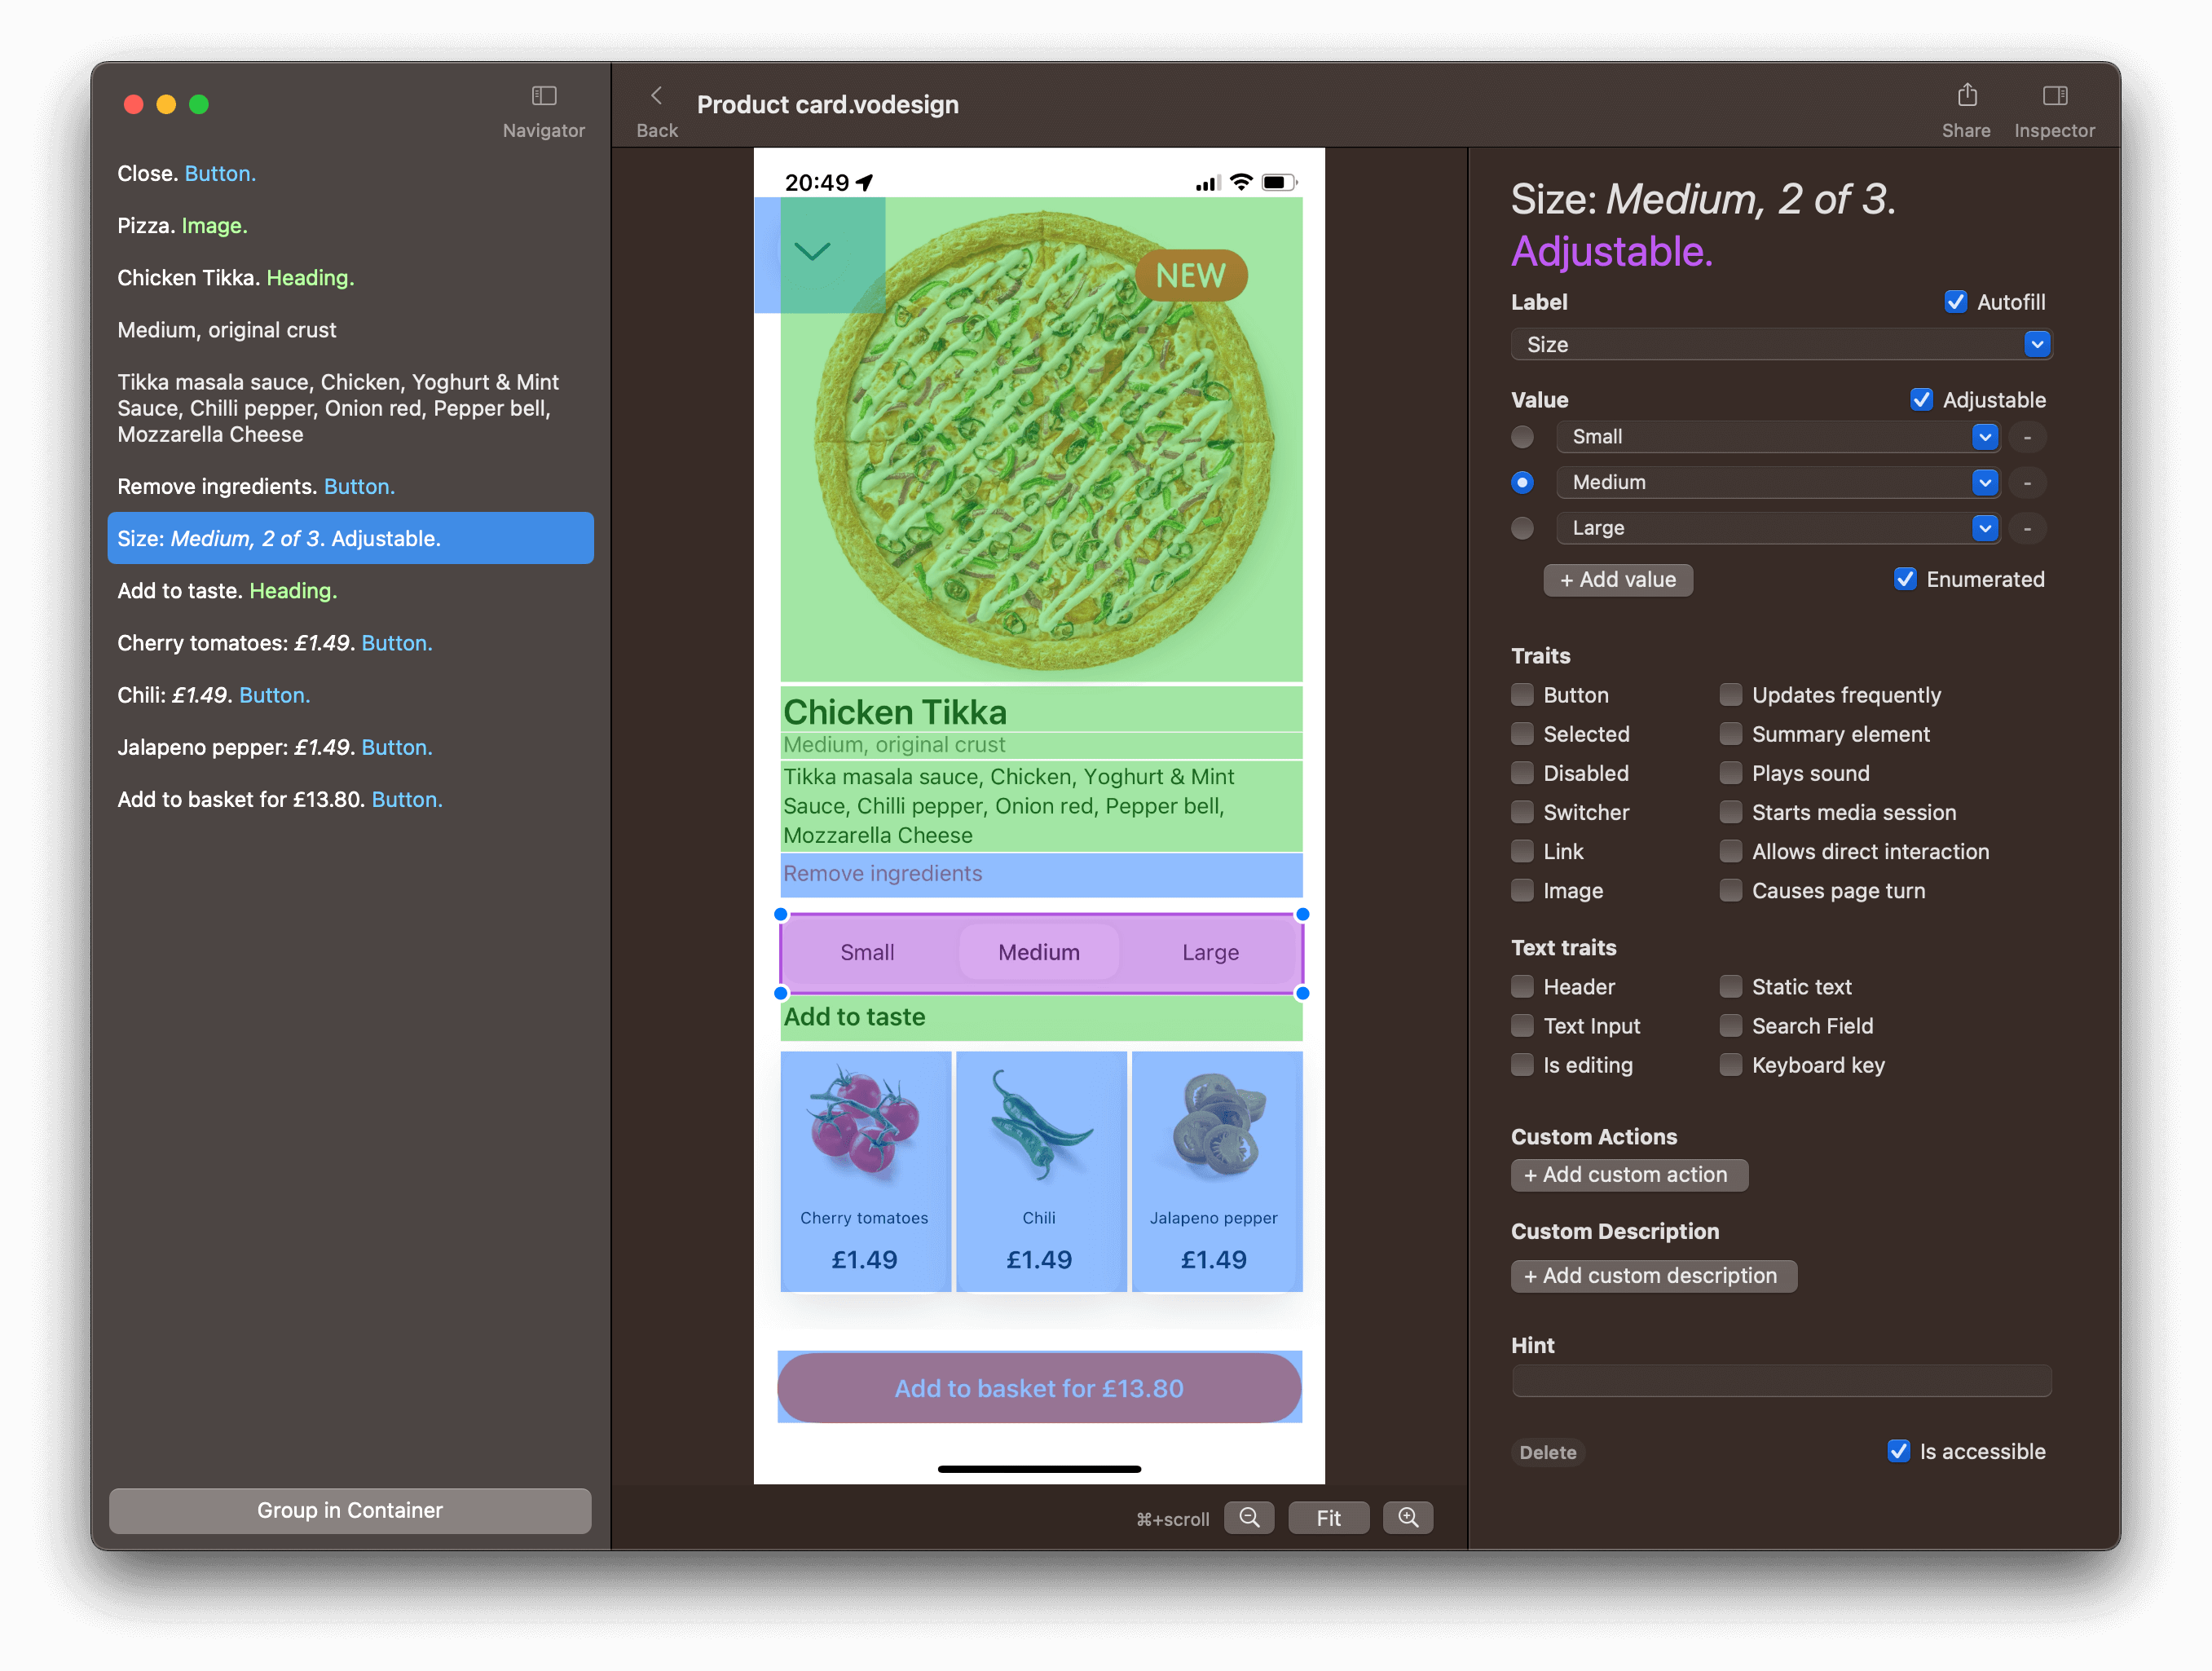 Navigator
Close. Button.
Pizza. Image.
Chicken Tikka. Heading.
Medium, original crust
Tikka masala sauce, Chicken, Yoghurt & Mint
Sauce, Chilli pepper, Onion red, Pepper bell,
Mozzarella Cheese
Remove ingredients. Button.
Size: Medium, 2 of 3. Adjustable.
Add to taste. Heading.
Cherry tomatoes: £1.49. Button.
Chili: £1.49. Button.
Jalapeno pepper: £1.49. Button.
Add to basket for £13.80. Button.
Group in Container
Back
Product card.vodesign
Share
Inspector
20:49
NEW
Chicken Tikka
Medium, original crust
Tikka masala sauce, Chicken, Yoghurt & Mint
Sauce, Chilli pepper, Onion red, Pepper bell,
Mozzarella Cheese
Remove ingredients
Small Medium Large
Add to taste
Cherry tomatoes Chili Jalapeno pepper
£1.49 £1.49 £1.49
Add to basket for £13.80
⌘+scroll
Fit
Size: Medium, 2 of 3.
Adjustable.
Label Autofill
Size
Value Adjustable
Small -
Medium -
Large -
+ Add value Enumerated
Traits
Button Updates frequently
Selected Summary element
Disabled Plays sound
Switcher Starts media session
Link Allows direct interaction
Image Causes page turn
Text traits
Header Static text
Text Input Search Field
Is editing Keyboard key
Custom Actions
+ Add custom action
Custom Description
+ Add custom description
Hint
Delete Is accessible